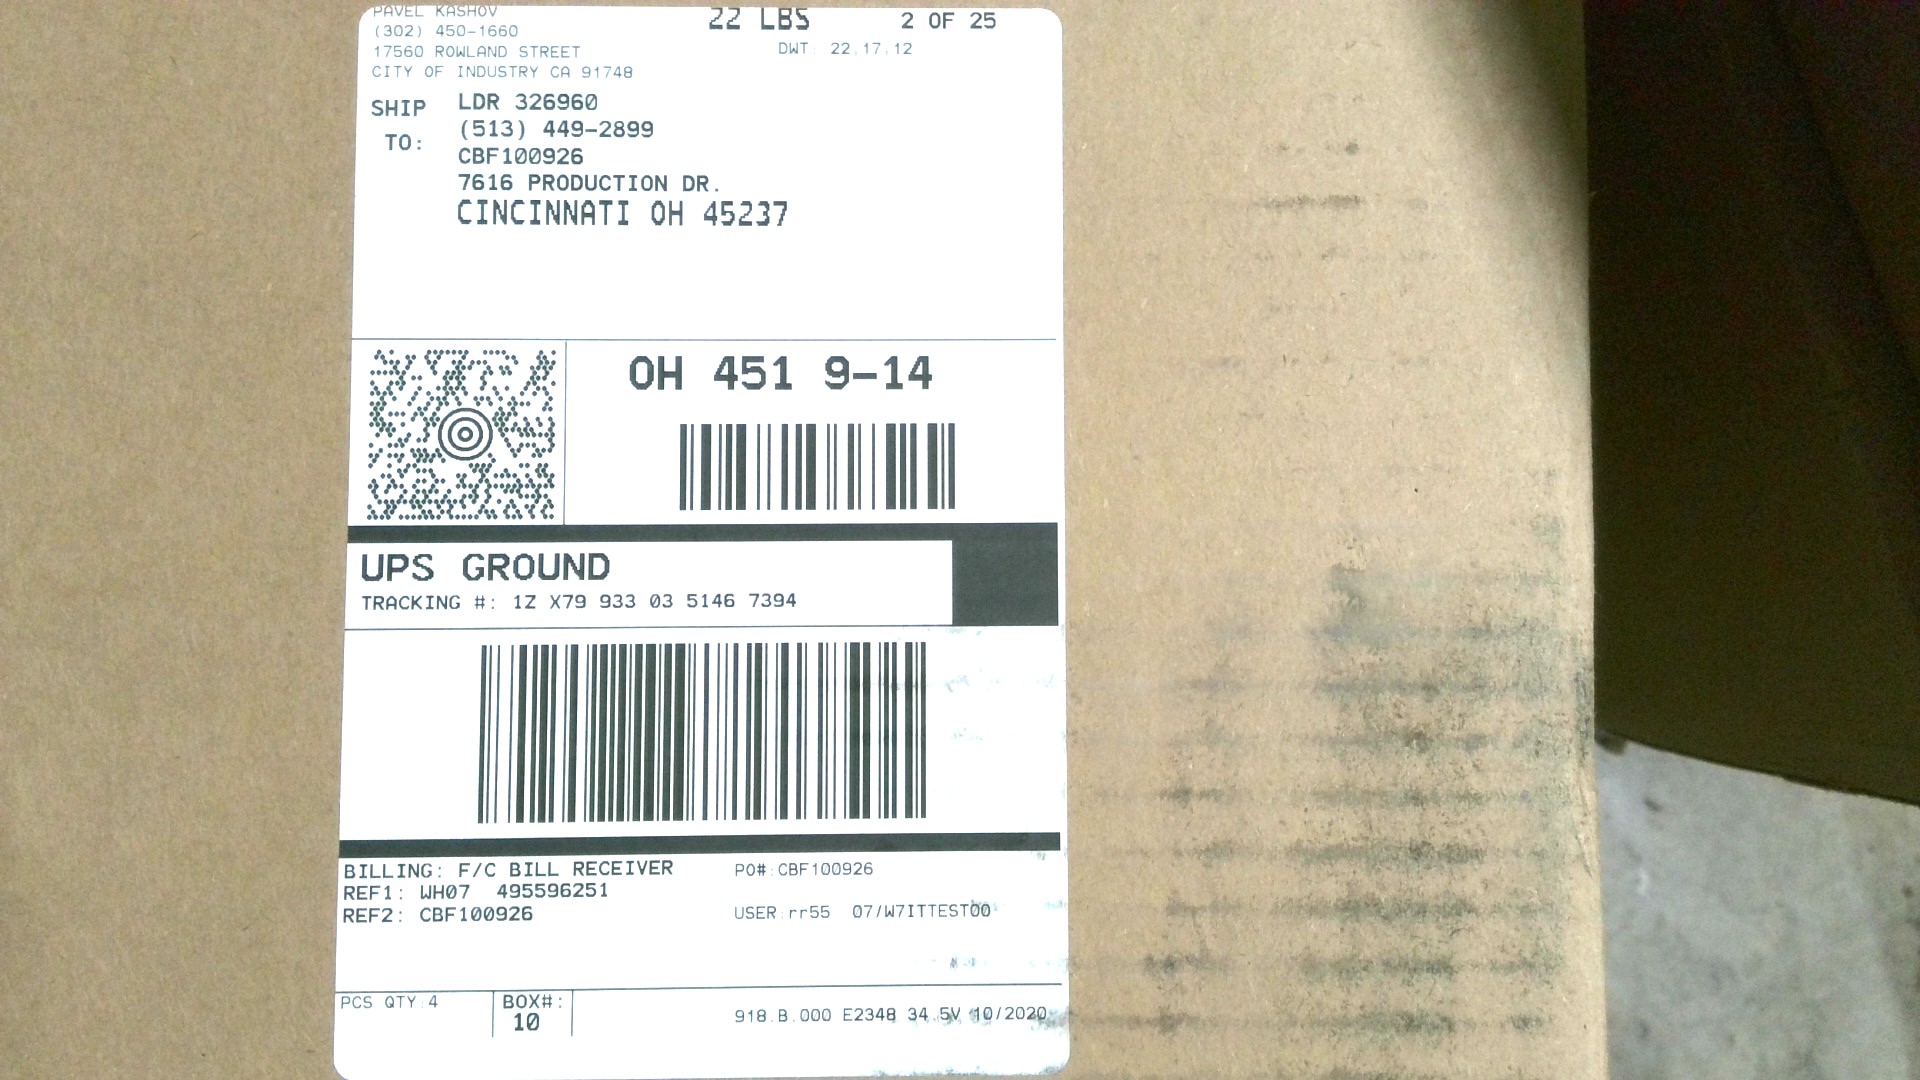 PAVEL KASHOV
(302) 450-1660
17560 ROWLAND STREET
CITY OF INDUSTRY CA 91748
22 LBS 2 OF 25
DWT: 22,17,12
SHIP TO:
LDR 326960
(513) 449-2899
CBF100926
7616 PRODUCTION DR.
CINCINNATI OH 45237
OH 451 9-14
UPS GROUND
TRACKING #: 1Z X79 933 03 5146 7394
BILLING: F/C BILL RECEIVER
REF1: WH07 495596251
REF2: CBF100926
PO#:CBF100926
USER:rr55 07/W7ITTEST00
PCS QTY:4
BOX#:
10
918.B.000 E2348 34.5V 10/2020